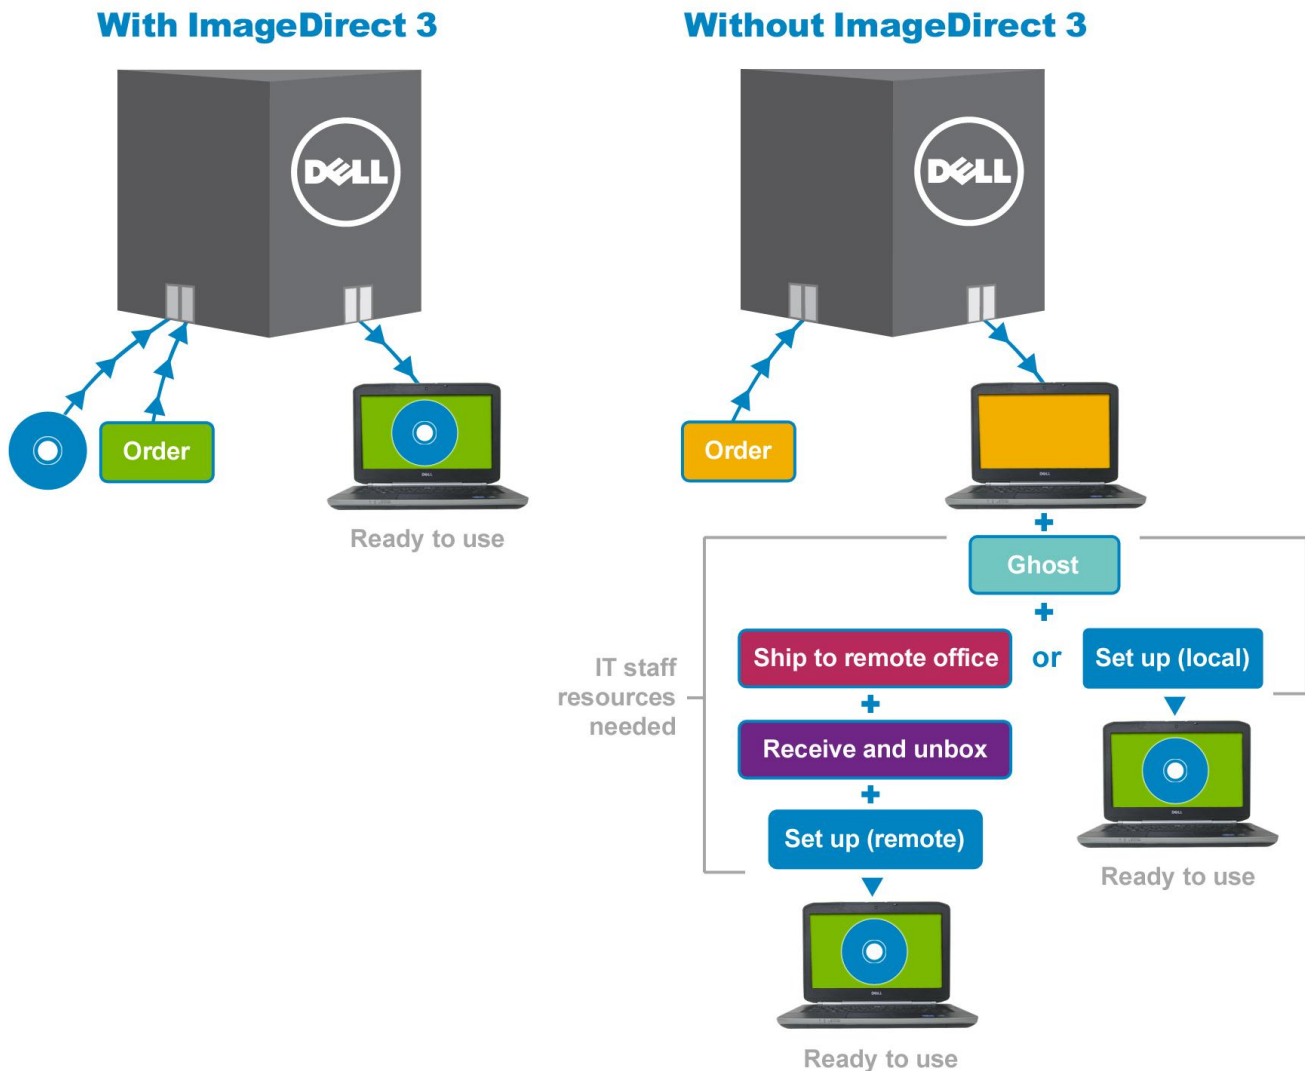 With ImageDirect 3
DELL
Order
Ready to use
Without ImageDirect 3
DELL
Order
Ghost
IT staff
resources
needed
Ship to remote office
or
Set up (local)
Receive and unbox
Set up (remote)
Ready to use
Ready to use